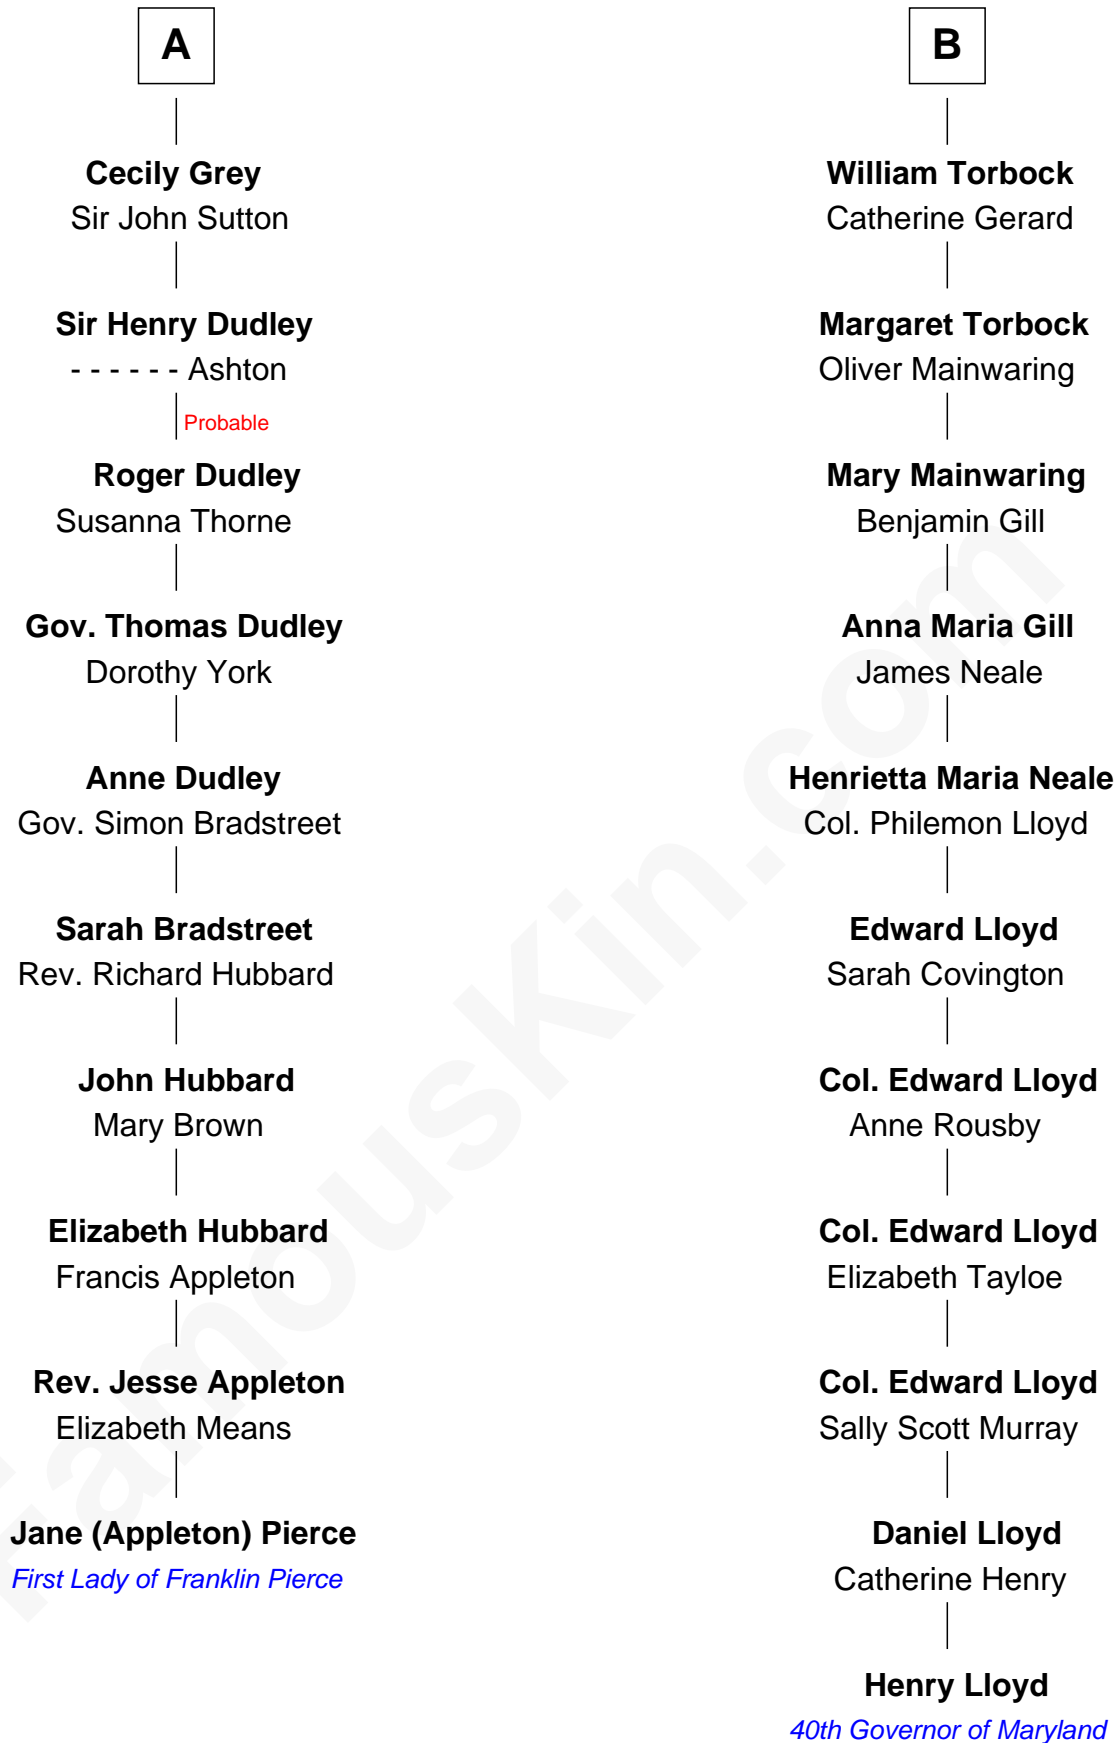 A
Cecily Grey
Sir John Sutton
Sir Henry Dudley
- - - - - - Ashton
Probable
Roger Dudley
Susanna Thorne
Gov. Thomas Dudley
Dorothy York
Anne Dudley
Gov. Simon Bradstreet
Sarah Bradstreet
Rev. Richard Hubbard
John Hubbard
Mary Brown
Elizabeth Hubbard
Francis Appleton
Rev. Jesse Appleton
Elizabeth Means
Jane (Appleton) Pierce
First Lady of Franklin Pierce
B
William Torbock
Catherine Gerard
Margaret Torbock
Oliver Mainwaring
Mary Mainwaring
Benjamin Gill
Anna Maria Gill
James Neale
Henrietta Maria Neale
Col. Philemon Lloyd
Edward Lloyd
Sarah Covington
Col. Edward Lloyd
Anne Rousby
Col. Edward Lloyd
Elizabeth Tayloe
Col. Edward Lloyd
Sally Scott Murray
Daniel Lloyd
Catherine Henry
Henry Lloyd
40th Governor of Maryland
FamousKin.com